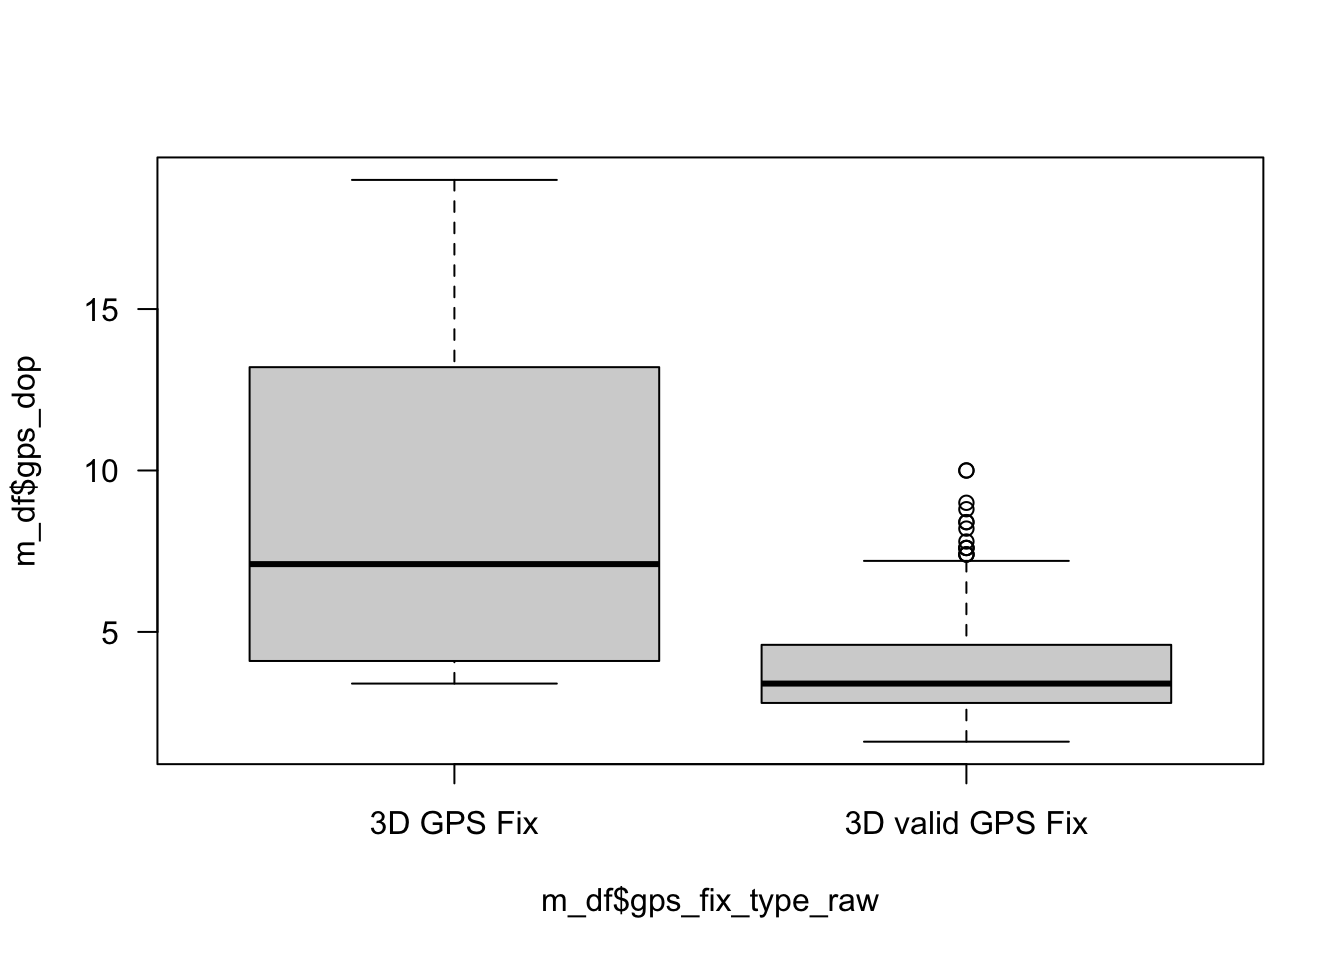 m_df$gps_dop
15
10
5
3D GPS Fix
3D valid GPS Fix
m_df$gps_fix_type_raw